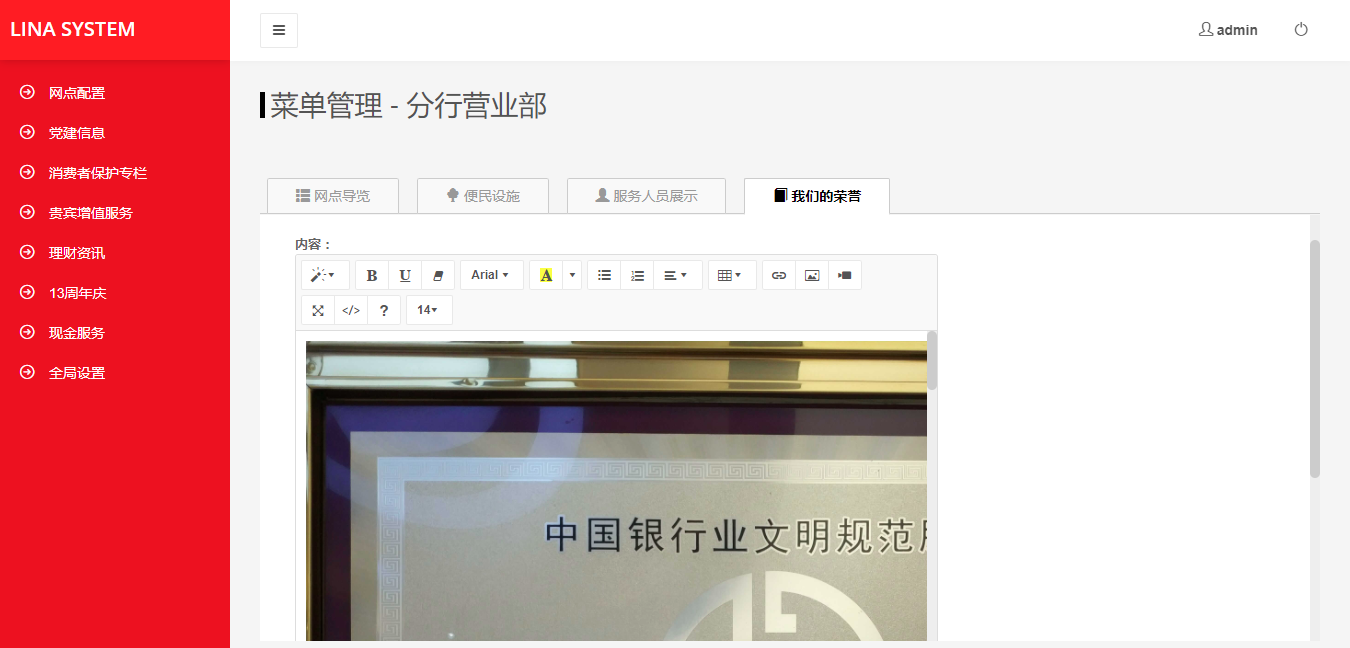 LINA SYSTEM
admin
网点配置
党建信息
消费者保护专栏
贵宾增值服务
理财资讯
13周年庆
现金服务
全局设置
菜单管理 - 分行营业部
网点导览
便民设施
服务人员展示
我们的荣誉
内容：
B U Arial A
</> ? 14
中国银行业文明规范